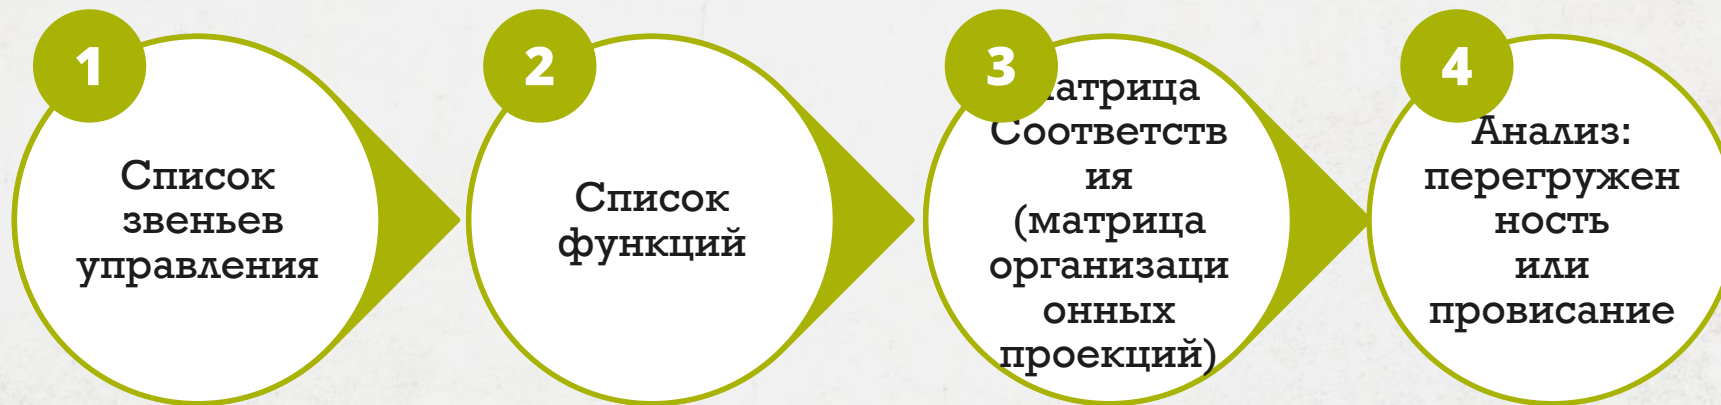 1
Список
звеньев
управления
2
Список
функций
3
атрица
Соответств
ия
(матрица
организаци
онных
проекций)
4
Анализ:
перегружен
ность
или
провисание